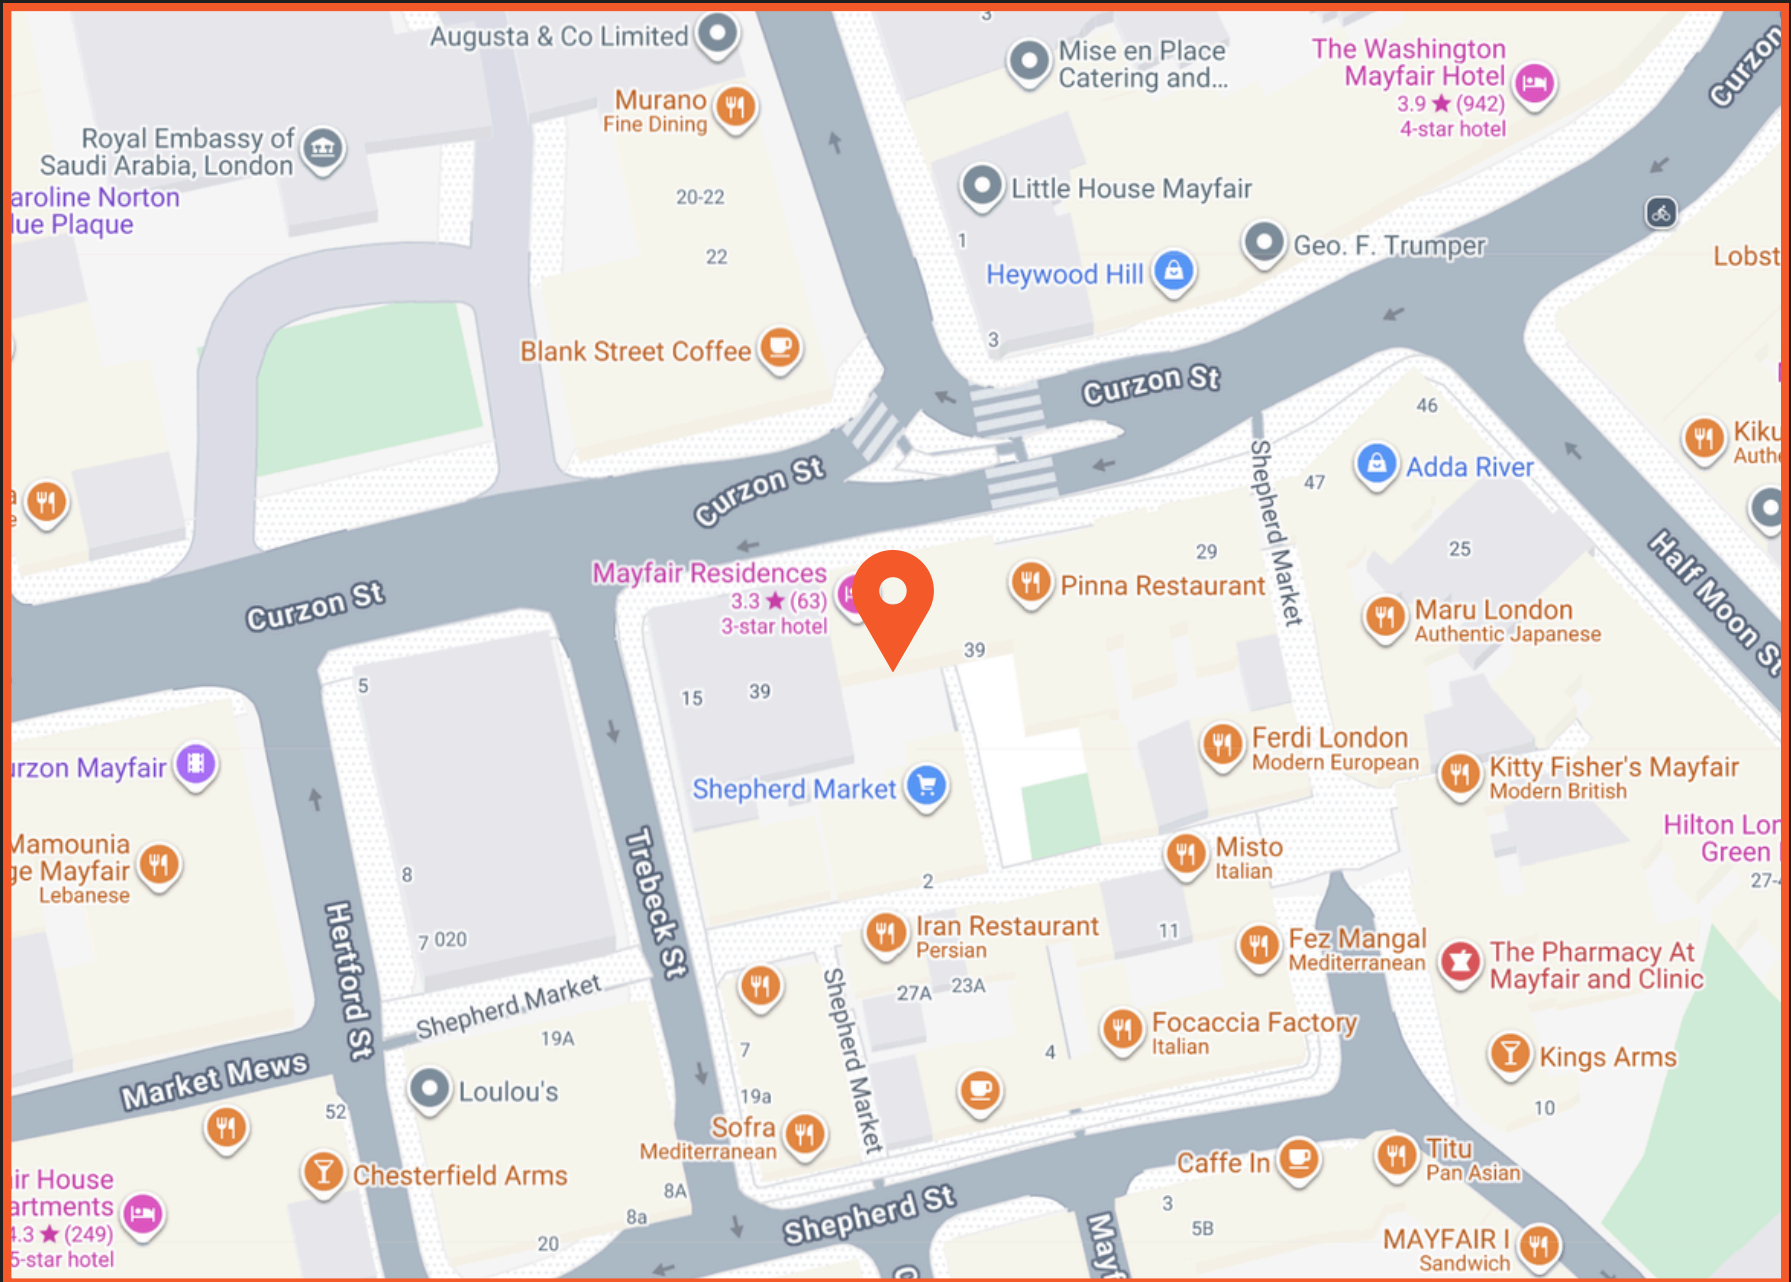 3
Augusta & Co Limited
Mise en Place
Catering and...
The Washington
Mayfair Hotel
3.9 ★ (942)
4-star hotel
Curzon
Murano
Fine Dining
Royal Embassy of
Saudi Arabia, London
aroline Norton
lue Plaque
20-22
22
Little House Mayfair
1
Geo. F. Trumper
Heywood Hill
Lobst
3
Blank Street Coffee
Curzon St
46
Kiku
Authe
Adda River
47
Curzon St
Shepherd Market
29
25
Half Moon St
Mayfair Residences
3.3 ★ (63)
3-star hotel
Pinna Restaurant
Curzon St
Maru London
Authentic Japanese
39
5
15
39
Ferdi London
Modern European
urzon Mayfair
Shepherd Market
Kitty Fisher's Mayfair
Modern British
Hilton Lon
Green
27-
Mamounia
ge Mayfair
Lebanese
8
2
Misto
Italian
Trebeck St
Hertford St
7 020
Iran Restaurant
Persian
11
Fez Mangal
Mediterranean
The Pharmacy At
Mayfair and Clinic
Shepherd Market
27A
23A
Shepherd Market
19A
7
4
Focaccia Factory
Italian
Kings Arms
Market Mews
Loulou's
52
19a
10
Sofra
Mediterranean
Caffe In
Titu
Pan Asian
Chesterfield Arms
ir House
artments
4.3 ★ (249)
5-star hotel
8A
8a
20
Shepherd St
3
5B
Mayf
MAYFAIR I
Sandwich